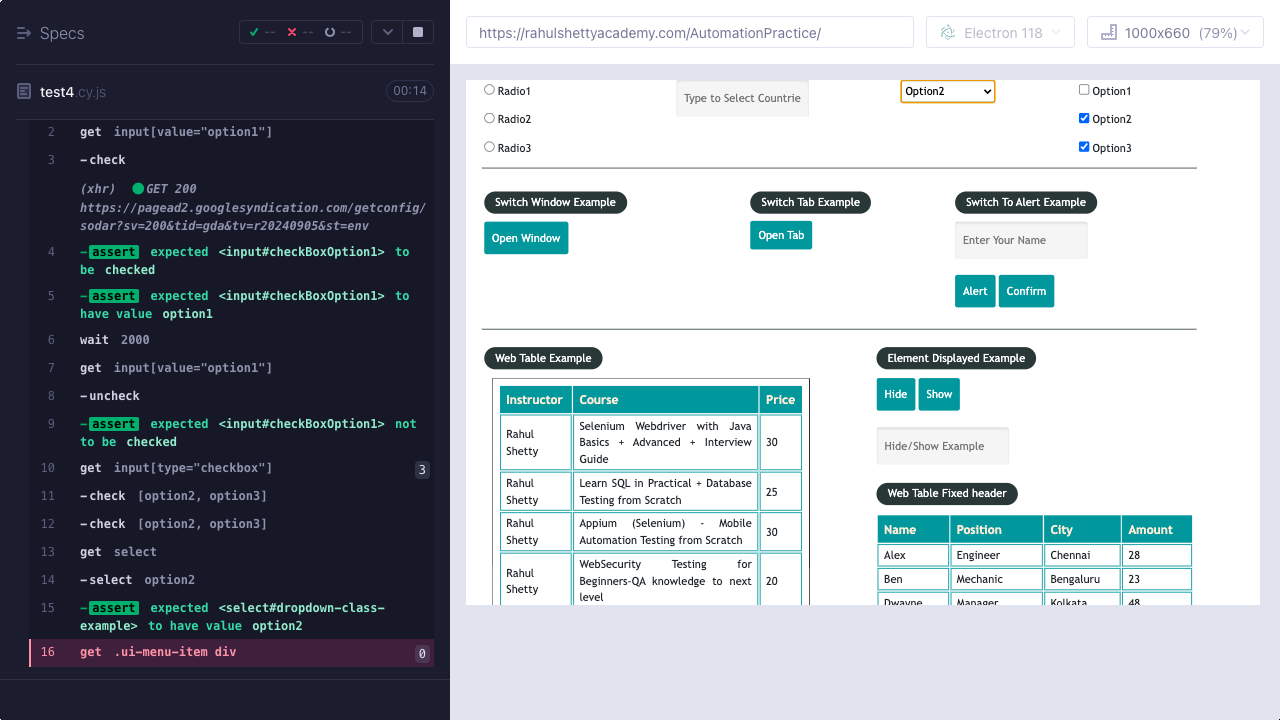 Specs
--
--
--
test4.cy.js
00:14
2 get input[value="option1"]
3 -check
(xhr) GET 200
https://pagead2.googlesyndication.com/getconfig/
sodar?sv=200&tid=gda&tv=r20240905&st=env
4 -assert expected <input#checkBoxOption1> to
be checked
5 -assert expected <input#checkBoxOption1> to
have value option1
6 wait 2000
7 get input[value="option1"]
8 -uncheck
9 -assert expected <input#checkBoxOption1> not
to be checked
10 get input[type="checkbox"] 3
11 -check [option2, option3]
12 -check [option2, option3]
13 get select
14 -select option2
15 -assert expected <select#dropdown-class-
example> to have value option2
16 get .ui-menu-item div 0
https://rahulshettyacademy.com/AutomationPractice/
Electron 118
1000x660 (79%)
Radio1
Radio2
Radio3
Type to Select Countrie
Option2
Option1
Option2
Option3
Switch Window Example
Open Window
Switch Tab Example
Open Tab
Switch To Alert Example
Enter Your Name
Alert Confirm
Web Table Example
Instructor Course Price
Rahul
Shetty
Selenium Webdriver with Java
Basics + Advanced + Interview
Guide
30
Rahul
Shetty
Learn SQL in Practical + Database
Testing from Scratch
25
Rahul
Shetty
Appium (Selenium) - Mobile
Automation Testing from Scratch
30
Rahul
Shetty
WebSecurity Testing for
Beginners-QA knowledge to next
level
20
Element Displayed Example
Hide Show
Hide/Show Example
Web Table Fixed header
Name Position City Amount
Alex Engineer Chennai 28
Ben Mechanic Bengaluru 23
Dwayne Manager Kolkata 48